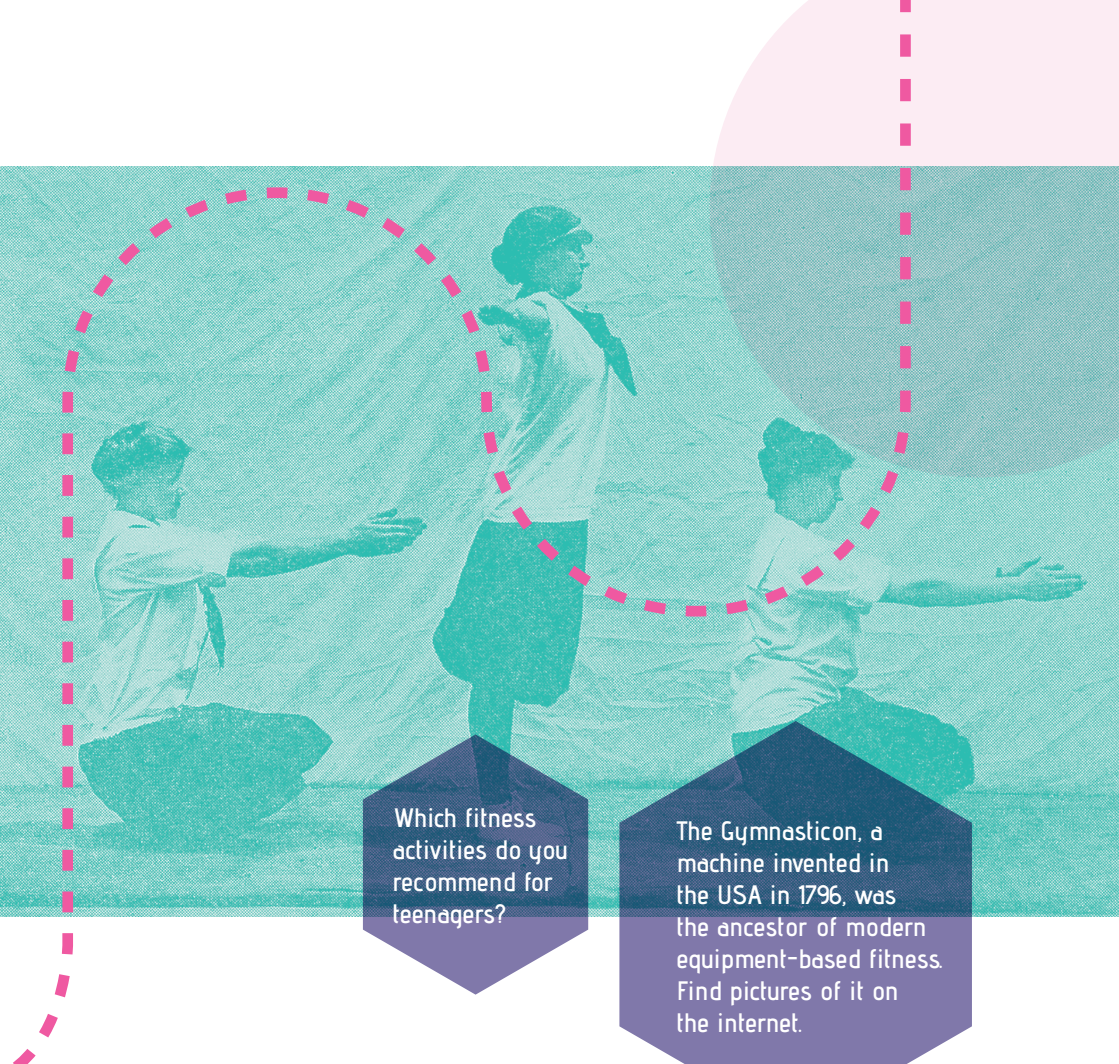 Which fitness
activities do you
recommend for
teenagers?
The Gymnasticon, a
machine invented in
the USA in 1796, was
the ancestor of modern
equipment-based fitness.
Find pictures of it on
the internet.